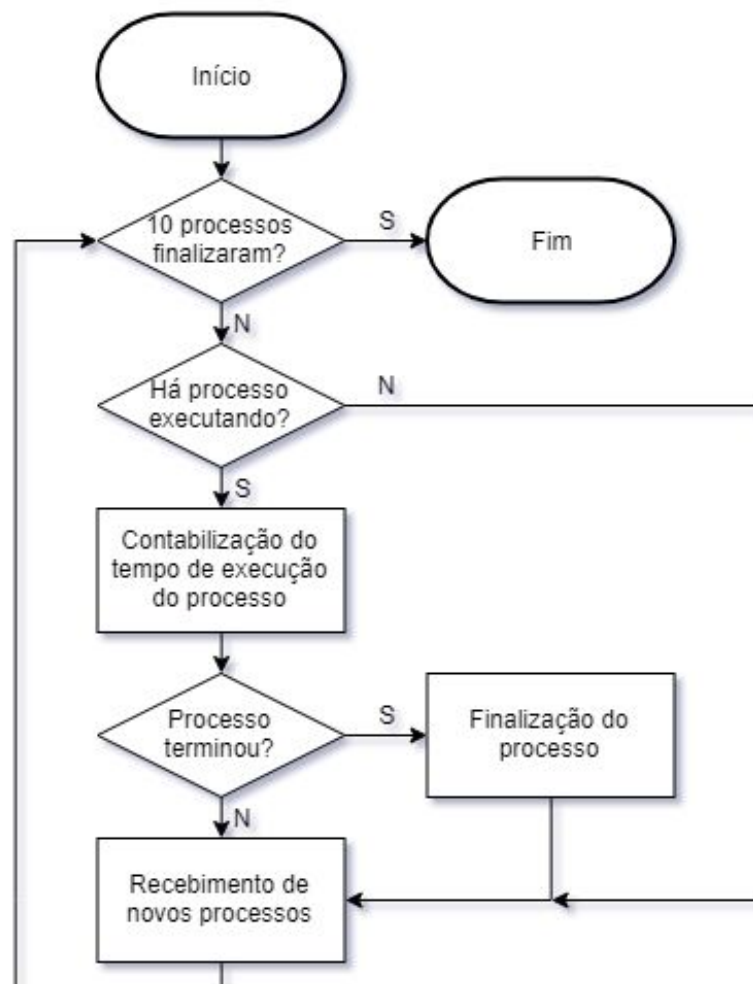 Início
10 processos
finalizaram?
S
Fim
N
Há processo
executando?
N
S
Contabilização do
tempo de execução
do processo
Processo
terminou?
S
Finalização do
processo
N
Recebimento de
novos processos